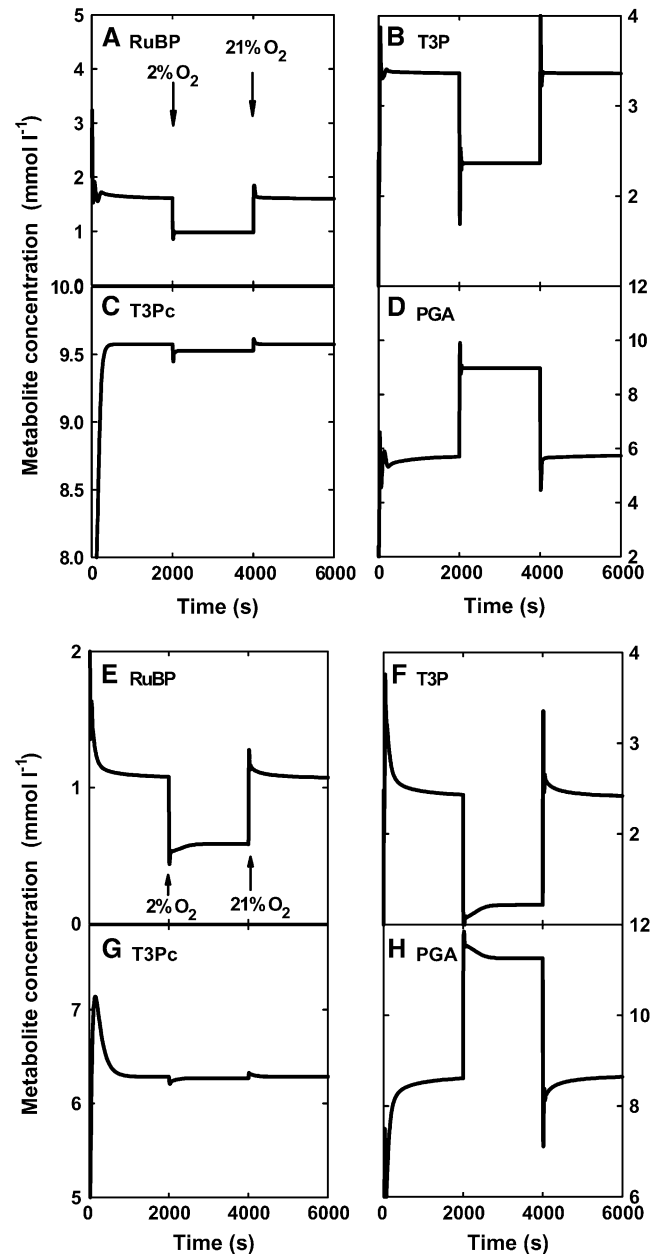 A RuBP
2% O2
21% O2
5
4
3
2
1
0.0
B T3P
4
3
2
Metabolite concentration (mmol l-1)
C T3Pc
10.0
9.5
9.0
8.5
8.0
0 2000 4000 6000
Time (s)
D PGA
12
10
8
6
4
2
0 2000 4000 6000
Time (s)
E RuBP
2% O2
21% O2
2
1
0
F T3P
4
3
2
Metabolite concentration (mmol l-1)
G T3Pc
7
6
5
0 2000 4000 6000
Time (s)
H PGA
12
10
8
6
0 2000 4000 6000
Time (s)